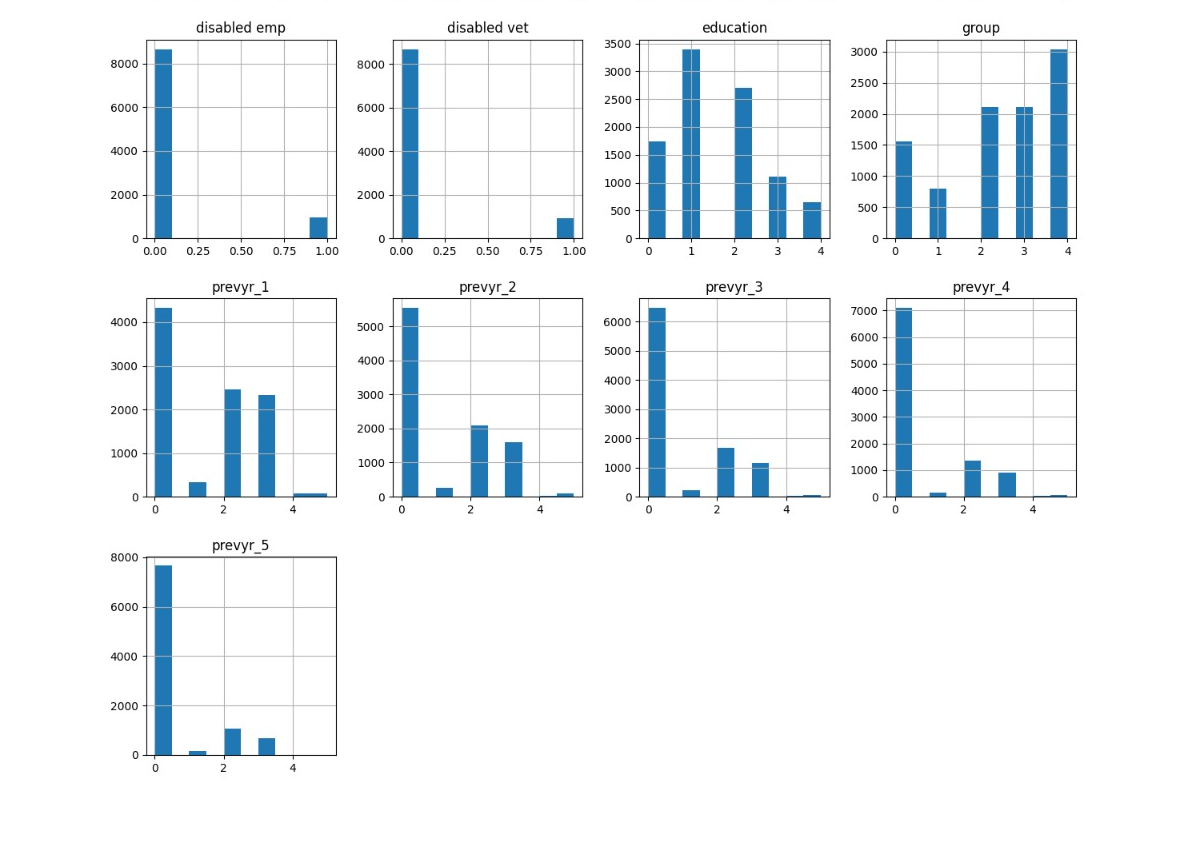 disabled emp disabled vet education group
8000 6000 4000 2000 0
0.00 0.25 0.50 0.75 1.00
8000 6000 4000 2000 0
0.00 0.25 0.50 0.75 1.00
3500 3000 2500 2000 1500 1000 500 0
0 1 2 3 4
3000 2500 2000 1500 1000 500 0
0 1 2 3 4
prevyr_1 prevyr_2 prevyr_3 prevyr_4
4000 3000 2000 1000 0
0 2 4
5000 4000 3000 2000 1000 0
0 2 4
6000 5000 4000 3000 2000 1000 0
0 2 4
7000 6000 5000 4000 3000 2000 1000 0
0 2 4
prevyr_5
8000 6000 4000 2000 0
0 2 4